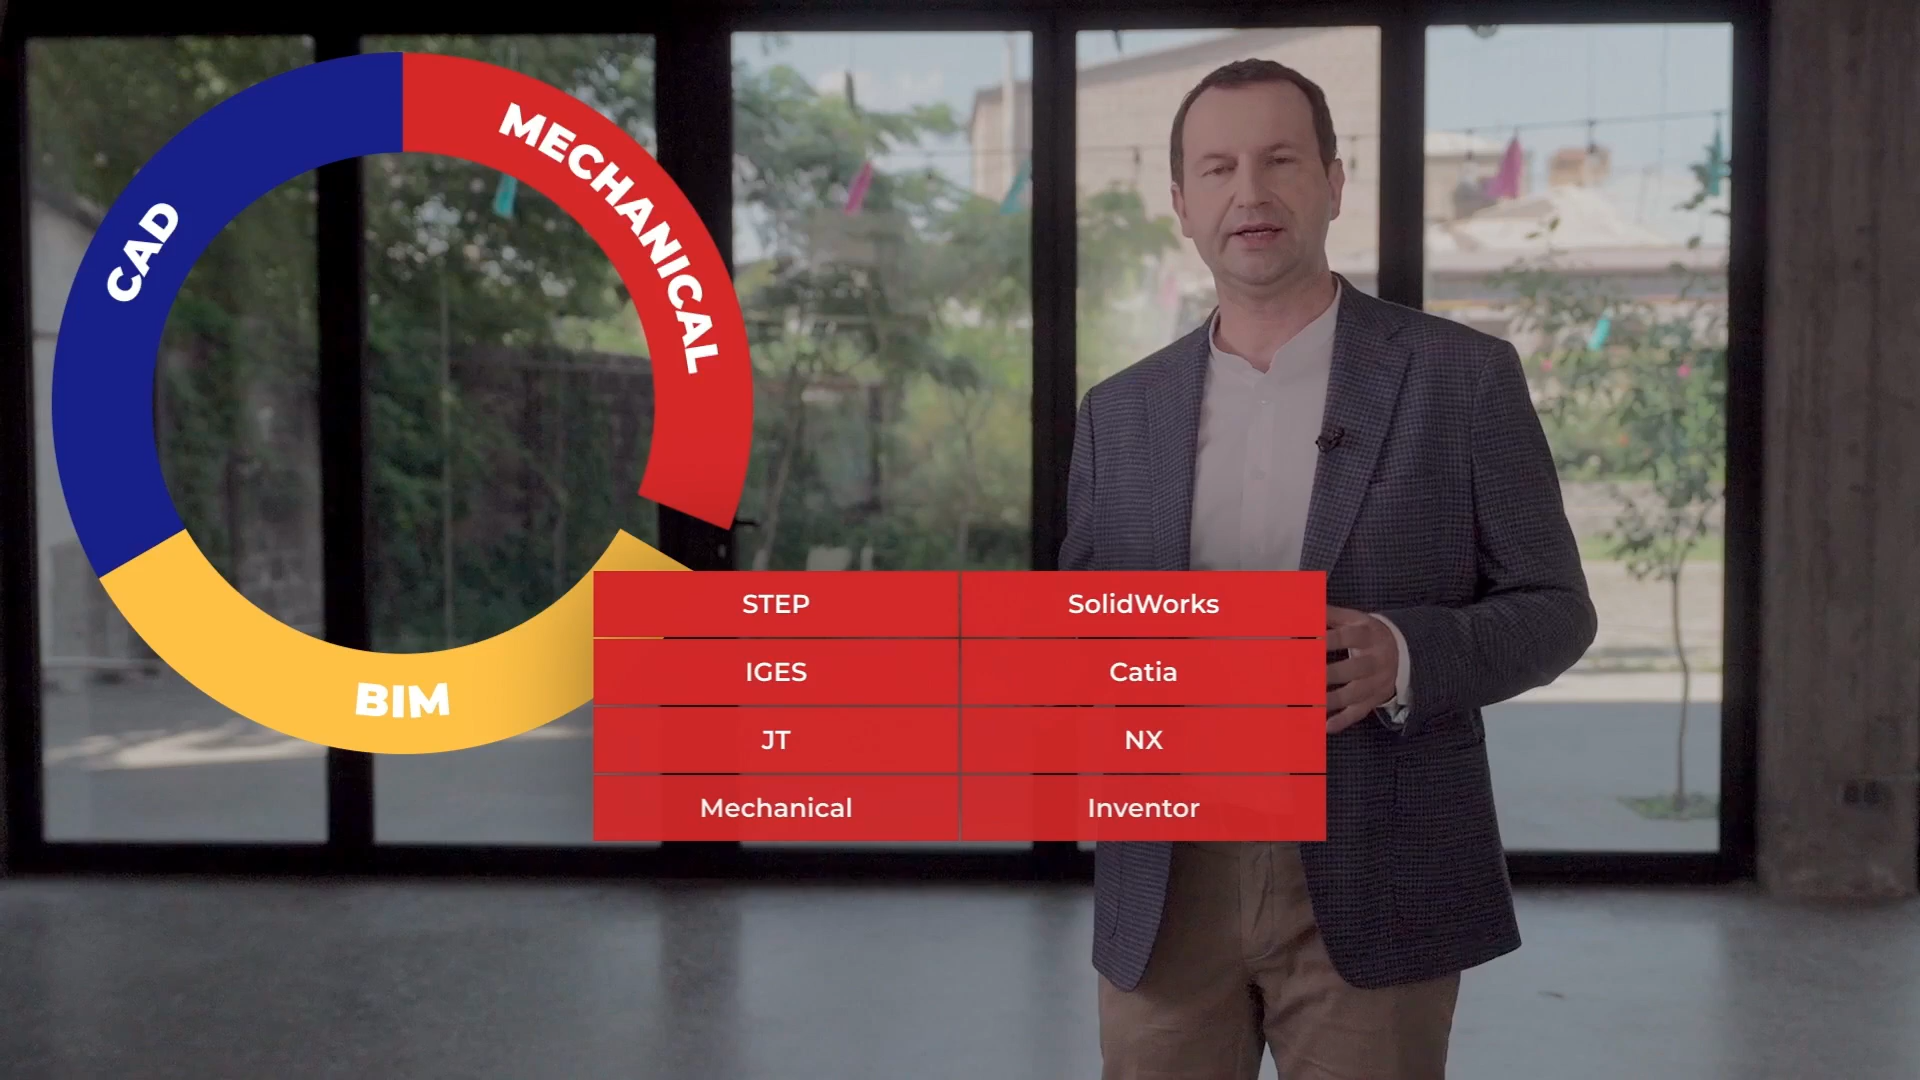 CAD
MECHANICAL
BIM
STEP SolidWorks
IGES Catia
JT NX
Mechanical Inventor